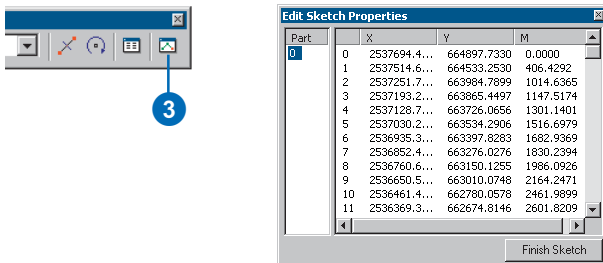 3
Edit Sketch Properties
Part X Y M
0 0 2537694.4... 664897.7330 0.0000
1 2537514.6... 664533.2530 406.4292
2 2537251.7... 663984.7899 1014.6365
3 2537193.2... 663865.4497 1147.5174
4 2537128.7... 663726.0656 1301.1401
5 2537030.2... 663534.2906 1516.6979
6 2536935.3... 663397.8283 1682.9369
7 2536852.4... 663276.0276 1830.2394
8 2536760.6... 663150.1255 1986.0926
9 2536650.5... 663010.0748 2164.2471
10 2536461.4... 662780.0578 2461.9899
11 2536369.3... 662674.8146 2601.8209
Finish Sketch